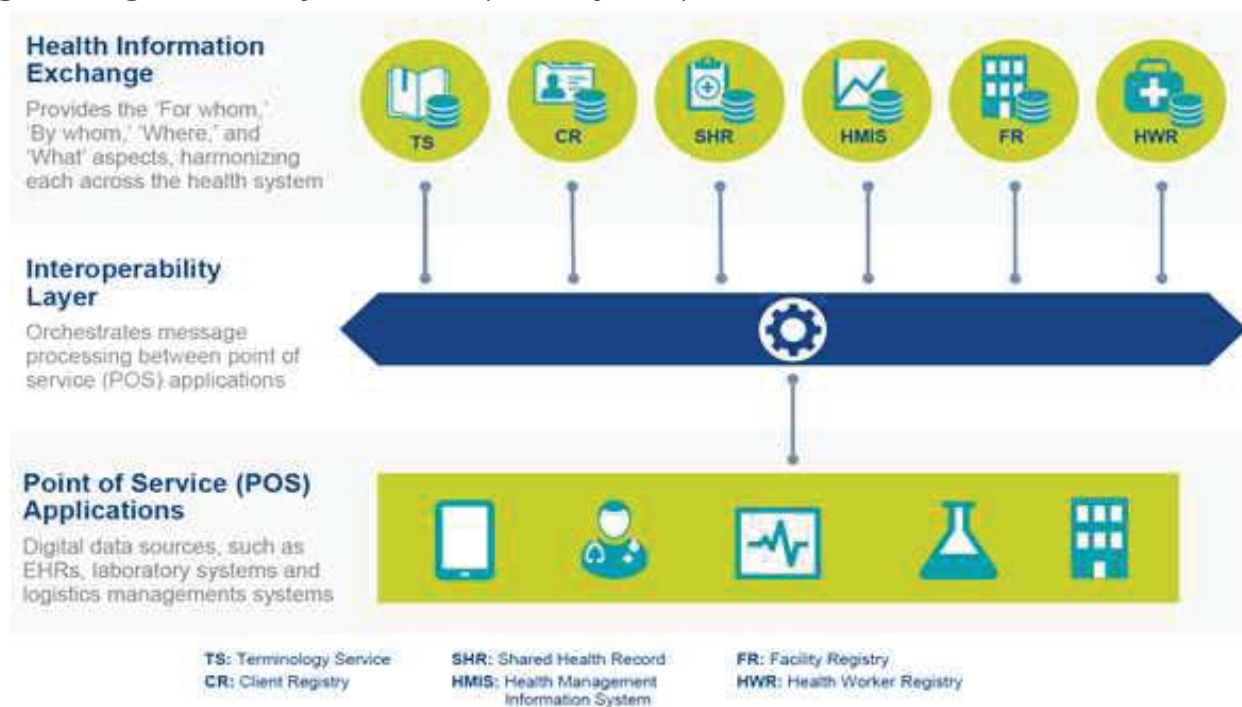 Health Information
Exchange
Provides the ‘For whom,’
‘By whom,’ ‘Where,’ and
‘What’ aspects, harmonizing
each across the health system
TS
CR
SHR
HMIS
FR
HWR
Interoperability
Layer
Orchestrates message
processing between point of
service (POS) applications
Point of Service (POS)
Applications
Digital data sources, such as
EHRs, laboratory systems and
logistics managements systems
TS: Terminology Service
CR: Client Registry
SHR: Shared Health Record
HMIS: Health Management
Information System
FR: Facility Registry
HWR: Health Worker Registry